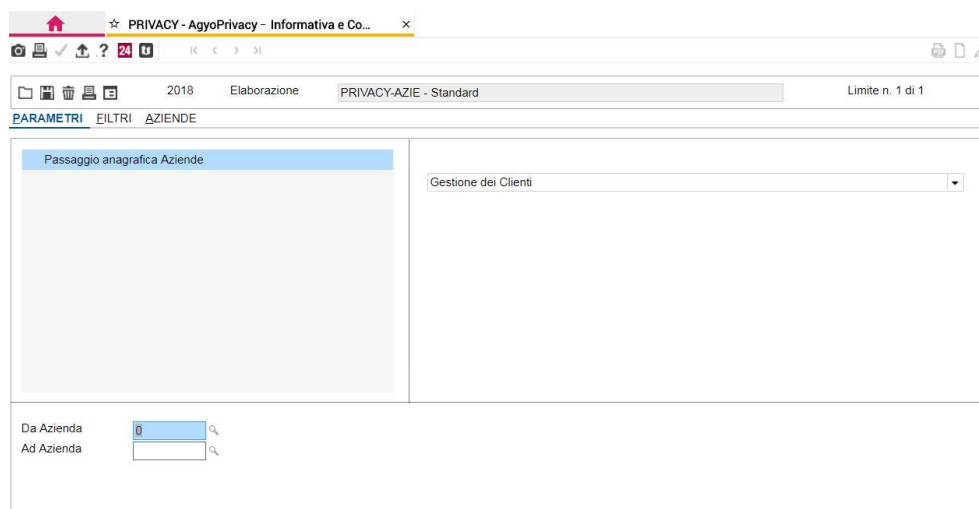 PRIVACY - AgyoPrivacy - Informativa e Co... ×
? 24
2018 Elaborazione PRIVACY-AZIE - Standard Limite n. 1 di 1
PARAMETRI FILTRI AZIENDE
Passaggio anagrafica Aziende
Gestione dei Clienti
Da Azienda 0
Ad Azienda